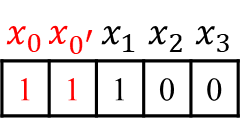 x₀ x₀′ x₁ x₂ x₃
1 1 1 0 0